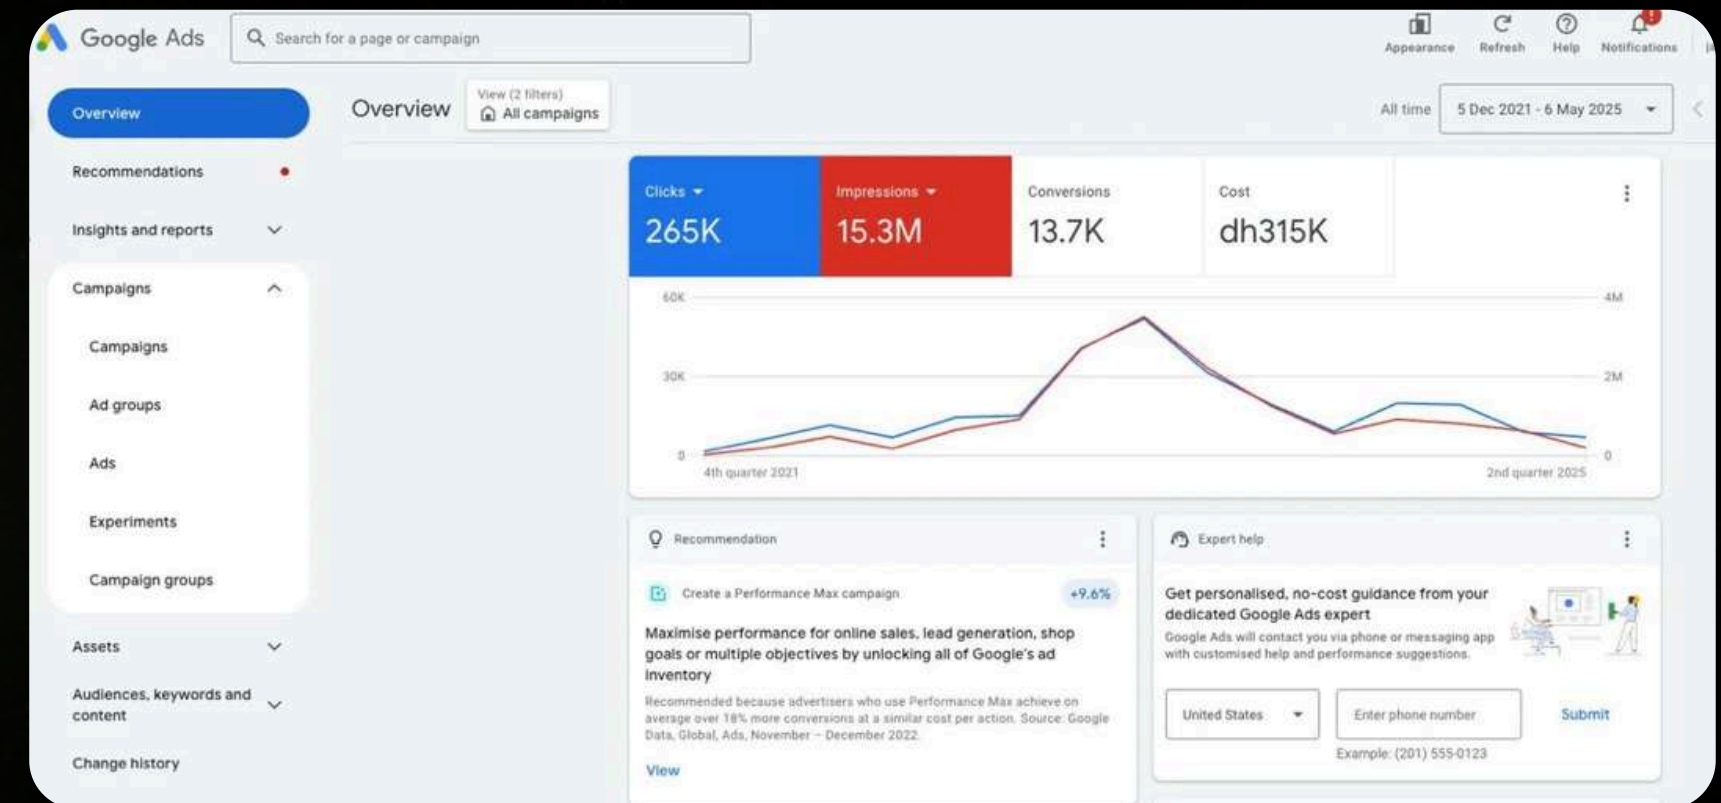 Google Ads
Search for a page or campaign
Appearance
Refresh
Help
Notifications
Overview
Recommendations
Insights and reports
Campaigns
Campaigns
Ad groups
Ads
Experiments
Campaign groups
Assets
Audiences, keywords and
content
Change history
Overview
View (2 filters)
All campaigns
All time
5 Dec 2021 - 6 May 2025
Clicks
265K
Impressions
15.3M
Conversions
13.7K
Cost
dh315K
60K
30K
0
4M
2M
0
4th quarter 2021
2nd quarter 2025
Recommendation
Create a Performance Max campaign
+9.6%
Maximise performance for online sales, lead generation, shop
goals or multiple objectives by unlocking all of Google's ad
inventory
Recommended because advertisers who use Performance Max achieve on
average over 18% more conversions at a similar cost per action. Source: Google
Data, Global, Ads, November – December 2022.
View
Expert help
Get personalised, no-cost guidance from your
dedicated Google Ads expert
Google Ads will contact you via phone or messaging app
with customised help and performance suggestions.
United States
Enter phone number
Submit
Example: (201) 555-0123